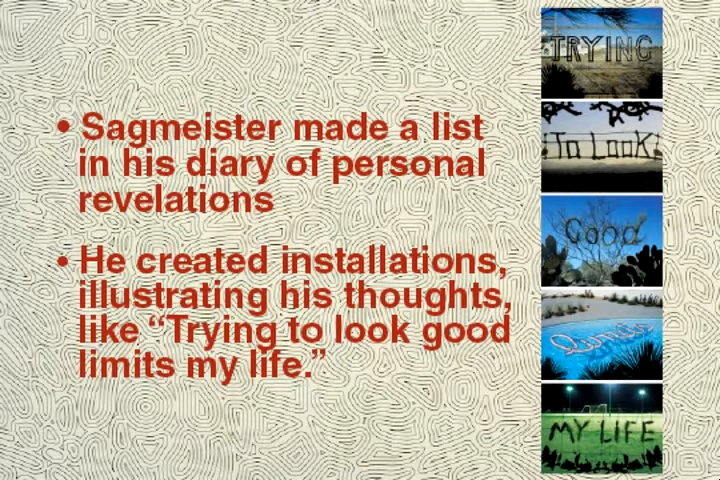 • Sagmeister made a list
in his diary of personal
revelations
• He created installations,
illustrating his thoughts,
like “Trying to look good
limits my life.”
TRYING
To LooK
Good
Limits
MY LIFE